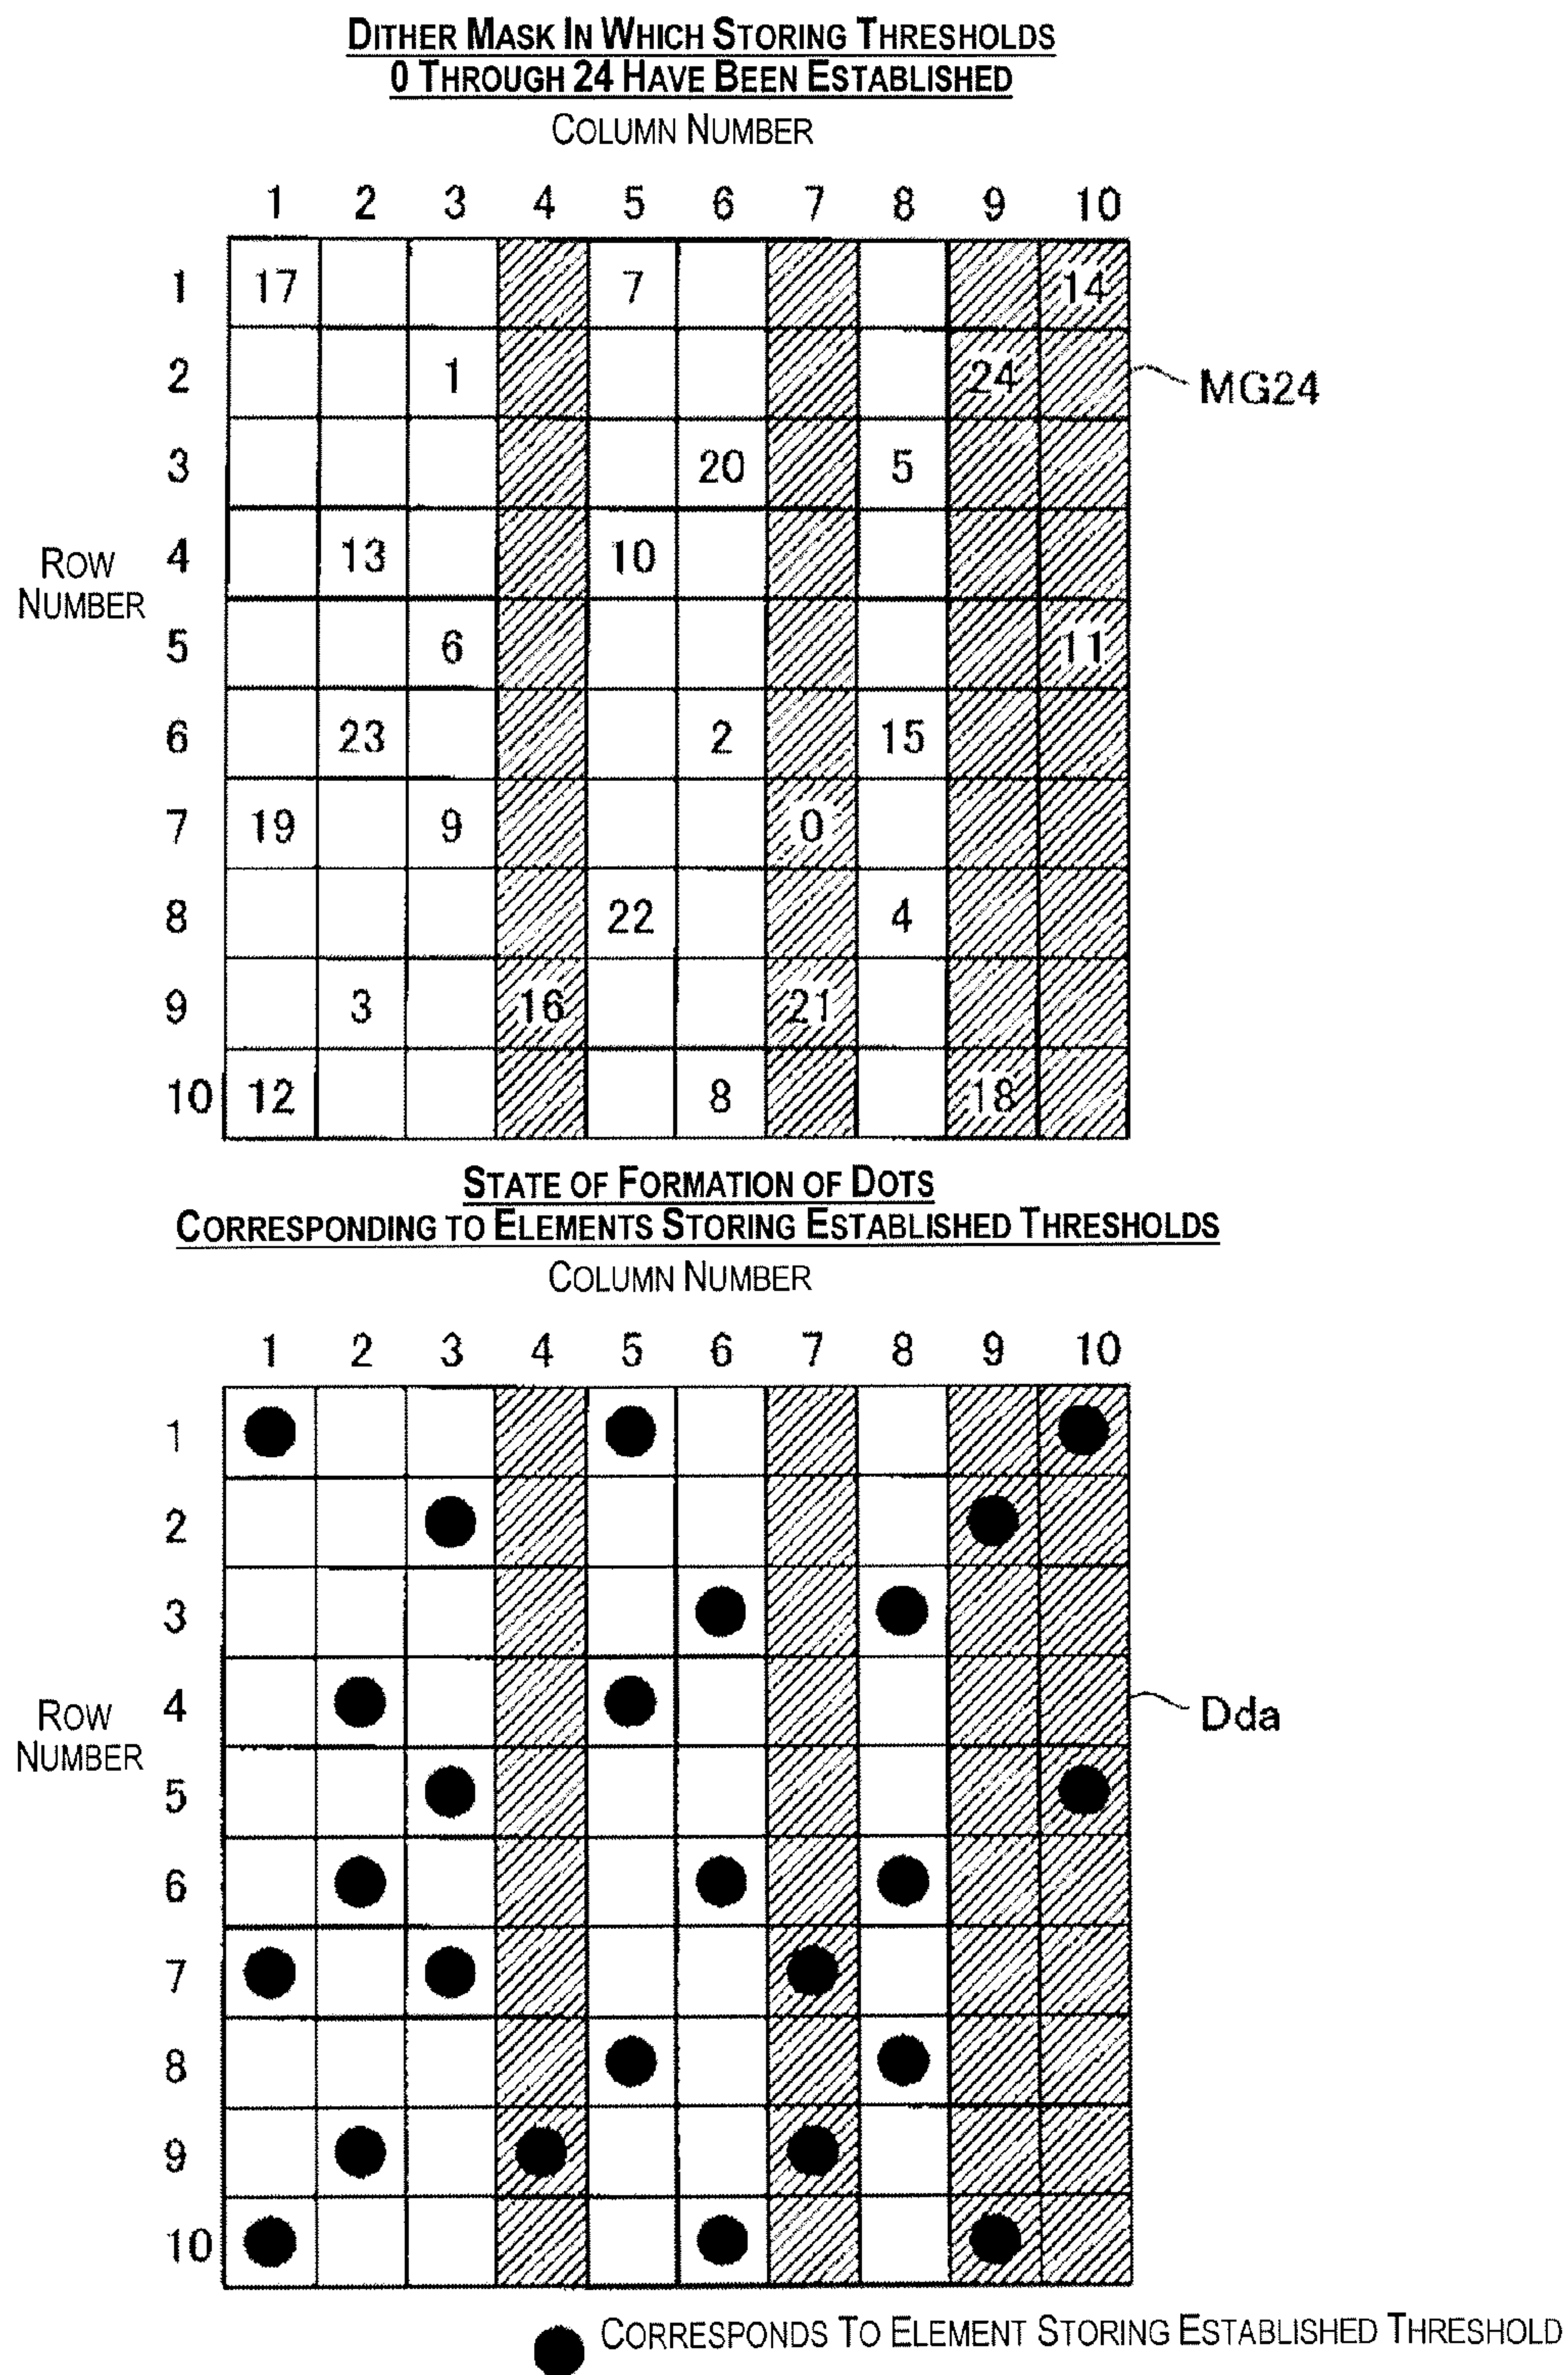 DITHER MASK IN WHICH STORING THRESHOLDS
0 THROUGH 24 HAVE BEEN ESTABLISHED
COLUMN NUMBER
1 2 3 4 5 6 7 8 9 10
1 17 7 14
2 1 24
MG24
3 20 5
ROW
NUMBER
4 13 10
5 6 11
6 23 2 15
7 19 9 0
8 22 4
9 3 16 21
10 12 8 18
STATE OF FORMATION OF DOTS
CORRESPONDING TO ELEMENTS STORING ESTABLISHED THRESHOLDS
COLUMN NUMBER
1 2 3 4 5 6 7 8 9 10
1
2
3
ROW
NUMBER
4
Dda
5
6
7
8
9
10
CORRESPONDS TO ELEMENT STORING ESTABLISHED THRESHOLD